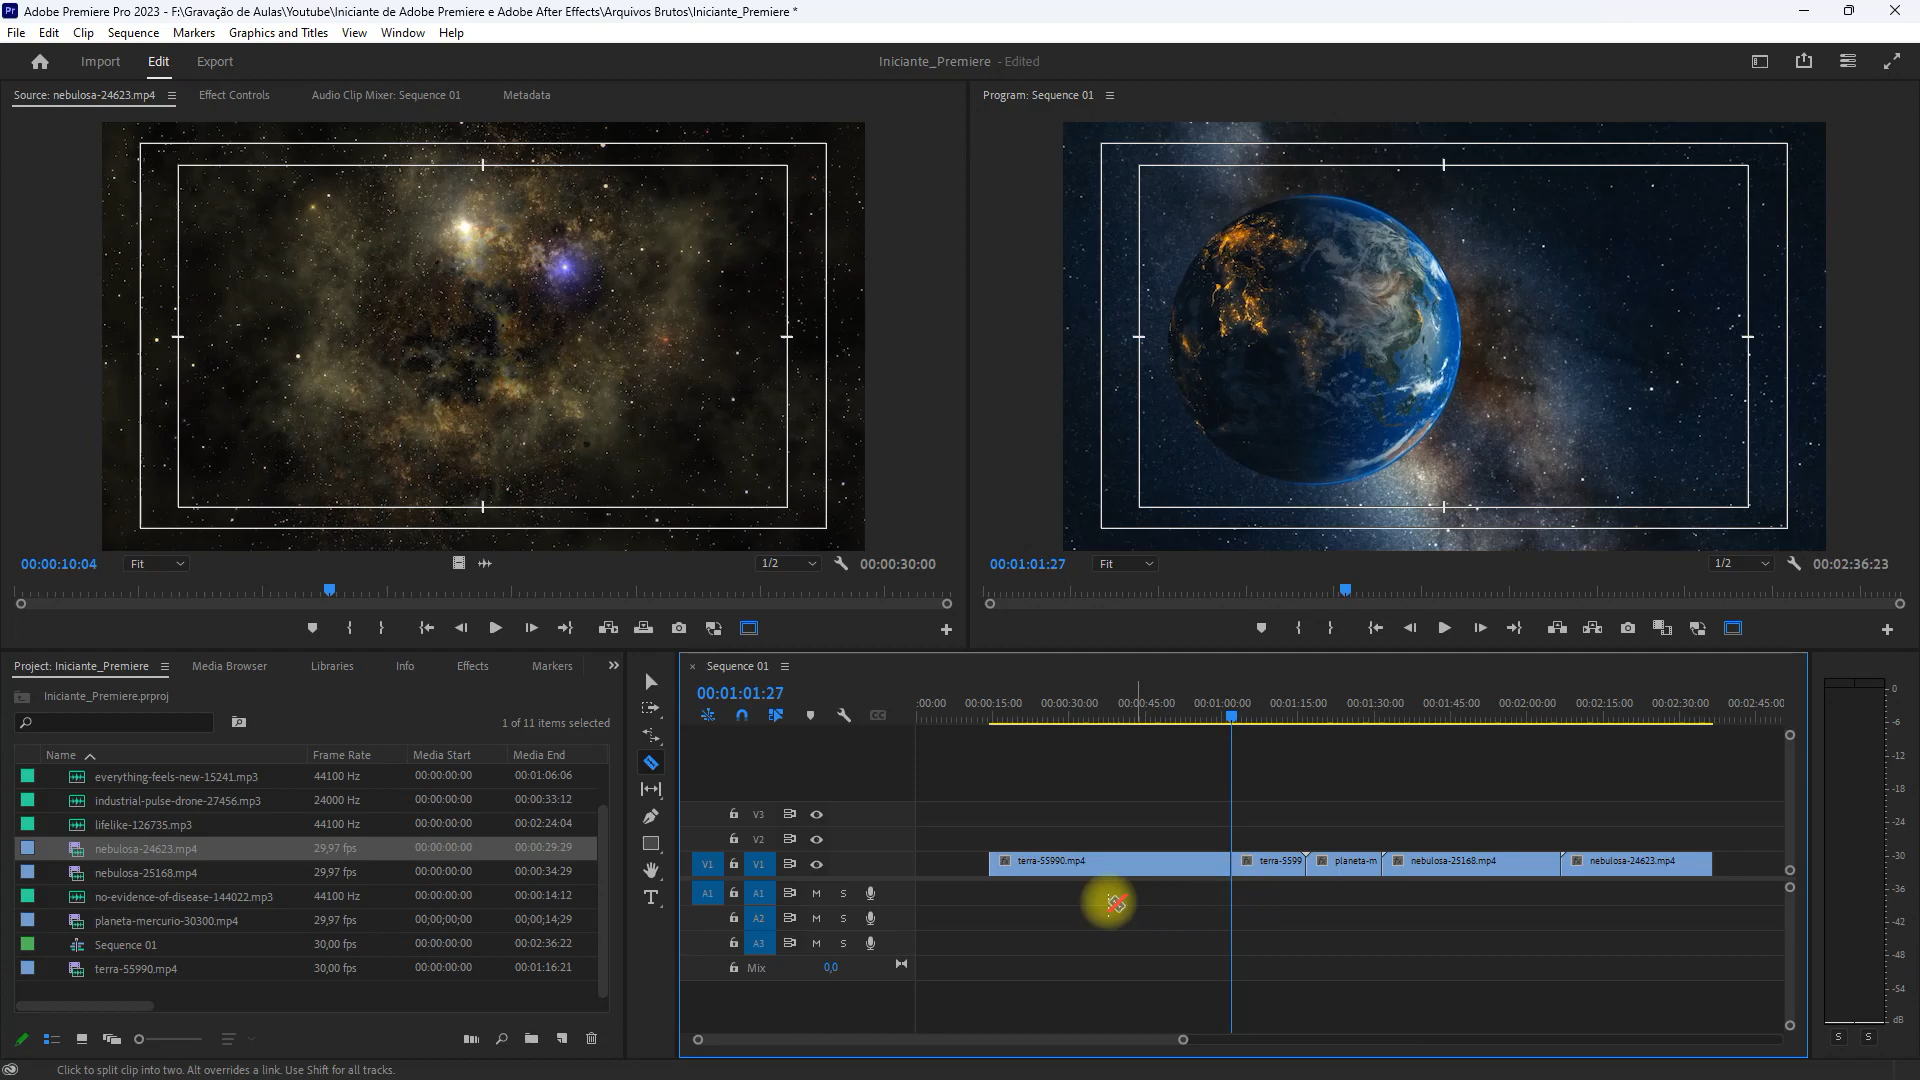 Adobe Premiere Pro 2023 - F:\Gravação de Aulas\Youtube\Iniciante de Adobe Premiere e Adobe After Effects\Arquivos Brutos\Iniciante_Premiere *
File Edit Clip Sequence Markers Graphics and Titles View Window Help
Import Edit Export
Iniciante_Premiere - Edited
Source: nebulosa-24623.mp4 Effect Controls Audio Clip Mixer: Sequence 01 Metadata
Program: Sequence 01
00:00:10:04 Fit 1/2 00:00:30:00
00:01:01:27 Fit 1/2 00:02:36:23
Project: Iniciante_Premiere Media Browser Libraries Info Effects Markers
Iniciante_Premiere.prproj
1 of 11 items selected
Name Frame Rate Media Start Media End
everything-feels-new-15241.mp3 44100 Hz 00:00:00:00 00:01:06:06
industrial-pulse-drone-27456.mp3 24000 Hz 00:00:00:00 00:00:33:12
lifelike-126735.mp3 44100 Hz 00:00:00:00 00:02:24:04
nebulosa-24623.mp4 29,97 fps 00:00:00:00 00:00:29:29
nebulosa-25168.mp4 29,97 fps 00:00:00:00 00:00:34:29
no-evidence-of-disease-144022.mp3 44100 Hz 00:00:00:00 00:00:14:12
planeta-mercurio-30300.mp4 29,97 fps 00;00;00;00 00;00;14;29
Sequence 01 30,00 fps 00:00:00:00 00:02:36:22
terra-55990.mp4 30,00 fps 00:00:00:00 00:01:16:21
Sequence 01
00:01:01:27
:00:00 00:00:15:00 00:00:30:00 00:00:45:00 00:01:00:00 00:01:15:00 00:01:30:00 00:01:45:00 00:02:00:00 00:02:15:00 00:02:30:00 00:02:45:00
V3
V2
V1 V1 terra-55990.mp4 terra-5599 planeta-m nebulosa-25168.mp4 nebulosa-24623.mp4
A1 A1 M S
A2 M S
A3 M S
Mix 0,0
0
-6
-12
-18
-24
-30
-36
-42
-48
-54
dB
S S
Click to split clip into two. Alt overrides a link. Use Shift for all tracks.